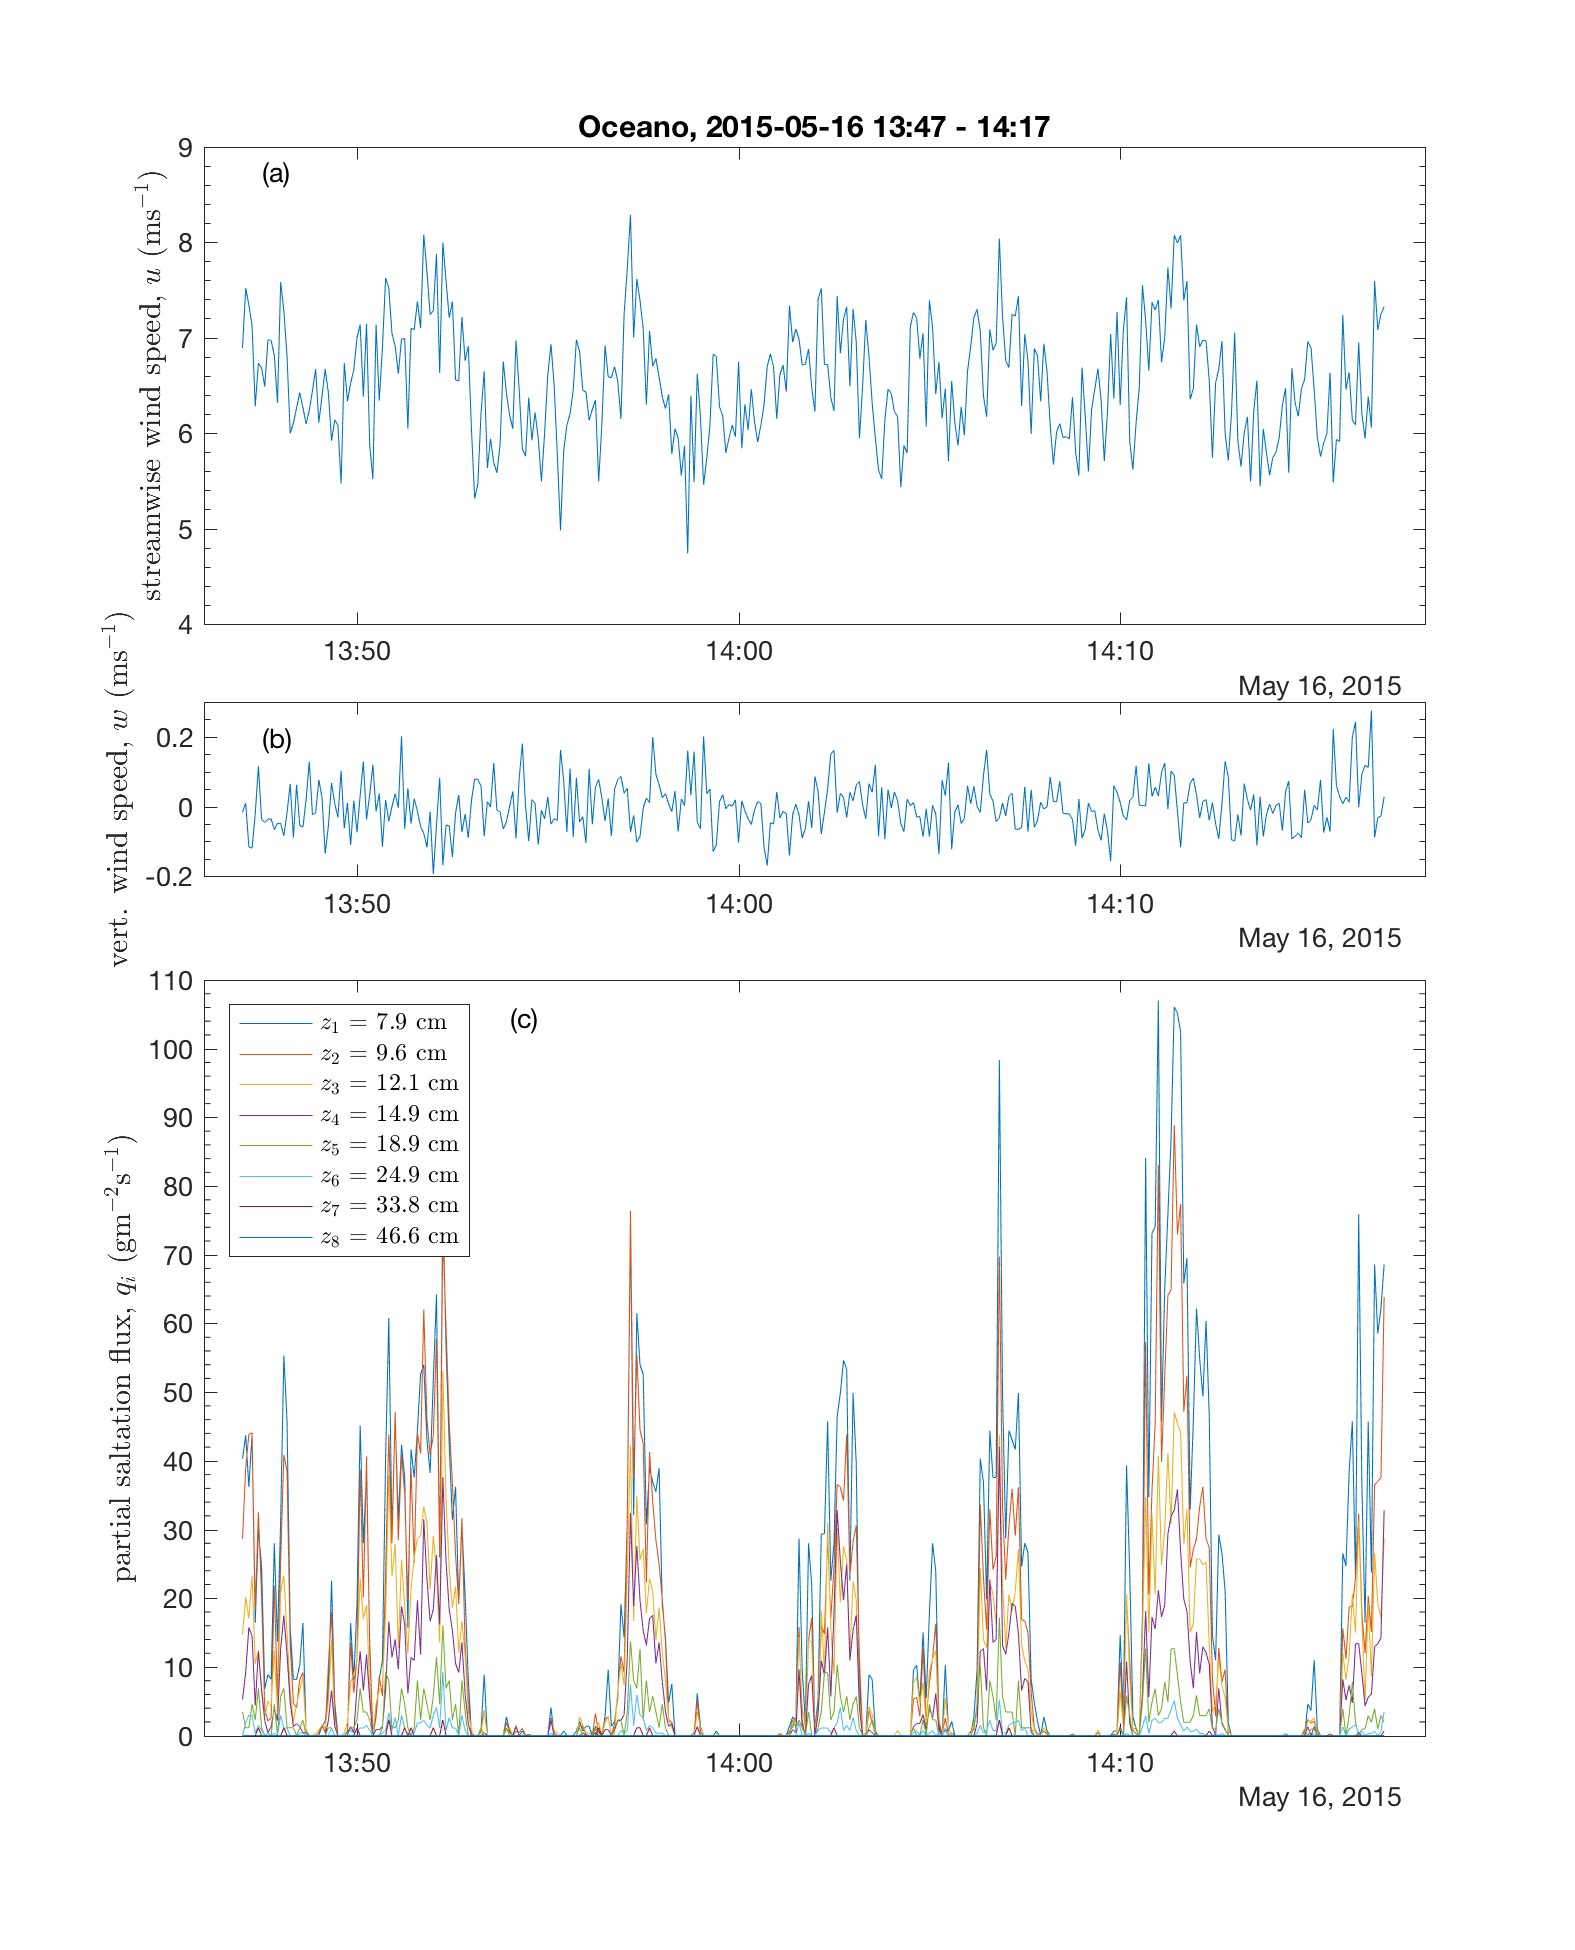 Oceano, 2015-05-16 13:47 - 14:17
(a)
streamwise wind speed, u (ms⁻¹)
9
8
7
6
5
4
13:50 14:00 14:10
May 16, 2015
(b)
vert. wind speed, w (ms⁻¹)
0.2
0
-0.2
13:50 14:00 14:10
May 16, 2015
(c)
partial saltation flux, qᵢ (gm⁻²s⁻¹)
110
100
90
80
70
60
50
40
30
20
10
0
z₁ = 7.9 cm
z₂ = 9.6 cm
z₃ = 12.1 cm
z₄ = 14.9 cm
z₅ = 18.9 cm
z₆ = 24.9 cm
z₇ = 33.8 cm
z₈ = 46.6 cm
13:50 14:00 14:10
May 16, 2015